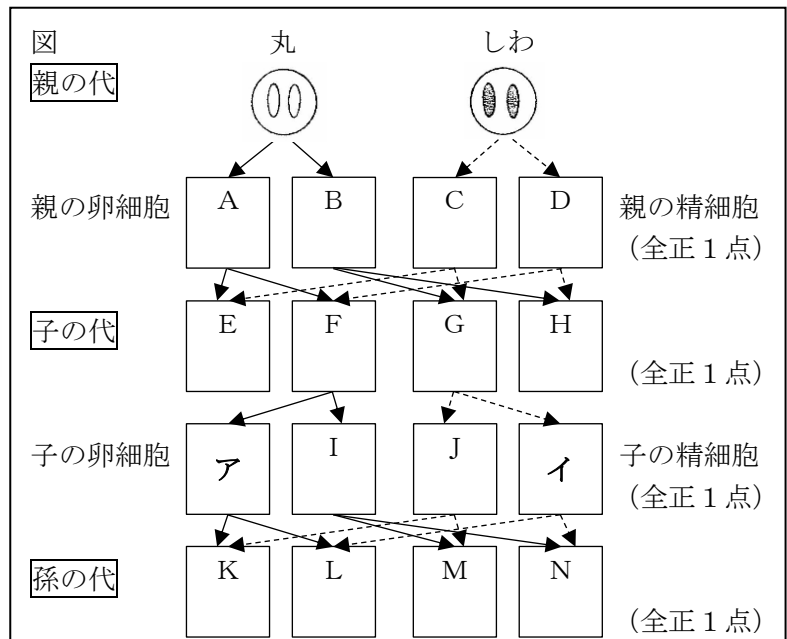 図 丸 しわ
親の代
親の卵細胞 A B C D 親の精細胞
(全正1点)
子の代 E F G H
(全正1点)
子の卵細胞 ア I J イ 子の精細胞
(全正1点)
孫の代 K L M N
(全正1点)